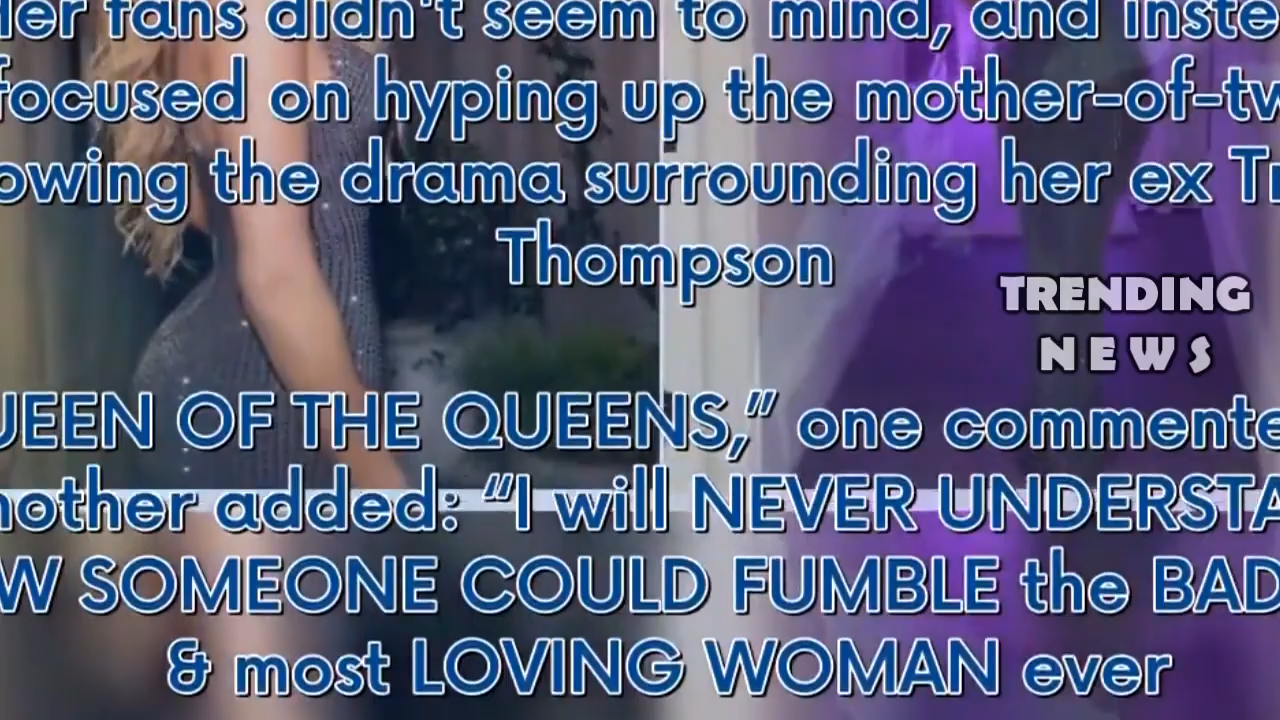 Her fans didn't seem to mind, and inste
focused on hyping up the mother-of-tw
owing the drama surrounding her ex Tr
Thompson
TRENDING
NEWS
UEEN OF THE QUEENS,” one commente
nother added: “I will NEVER UNDERSTA
W SOMEONE COULD FUMBLE the BAD
& most LOVING WOMAN ever